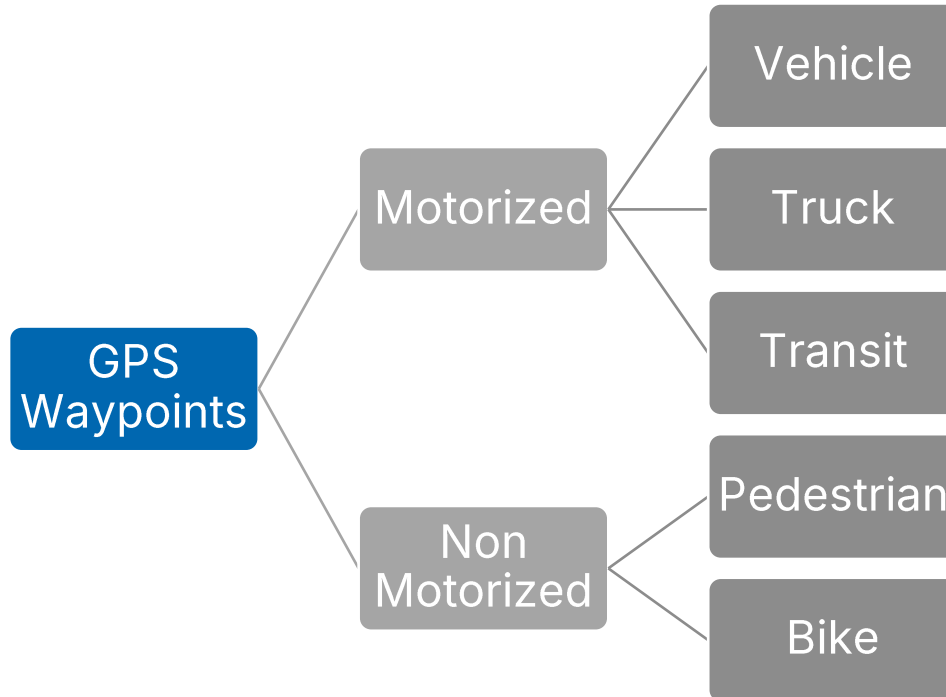 GPS
Waypoints
Motorized
Non
Motorized
Vehicle
Truck
Transit
Pedestrian
Bike